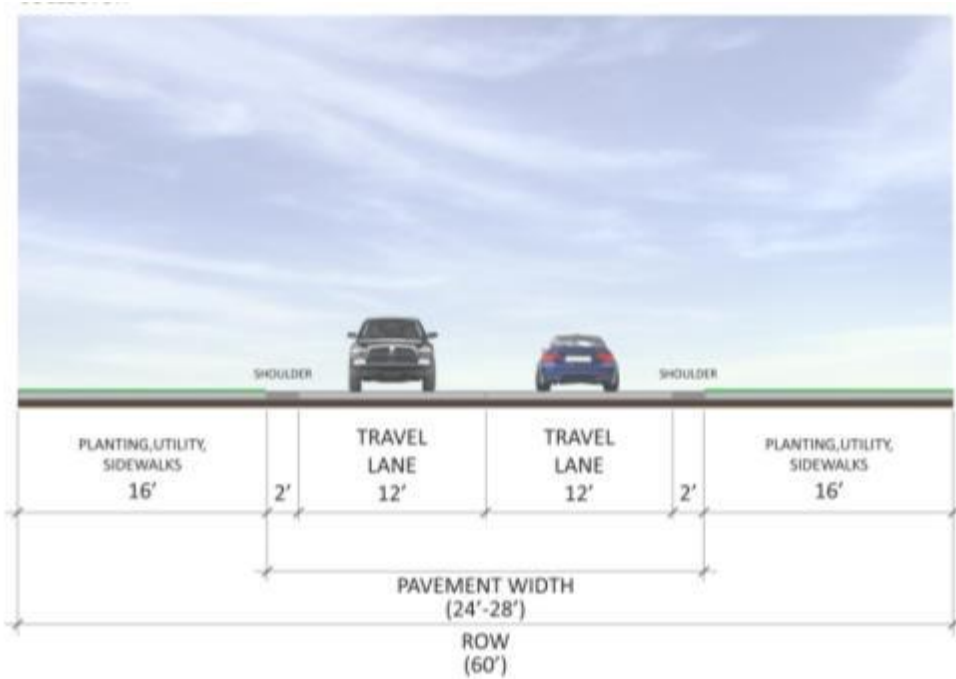 SHOULDER
SHOULDER
PLANTING,UTILITY,
SIDEWALKS
16'
2'
TRAVEL
LANE
12'
TRAVEL
LANE
12'
2'
PLANTING,UTILITY,
SIDEWALKS
16'
PAVEMENT WIDTH
(24'-28')
ROW
(60')